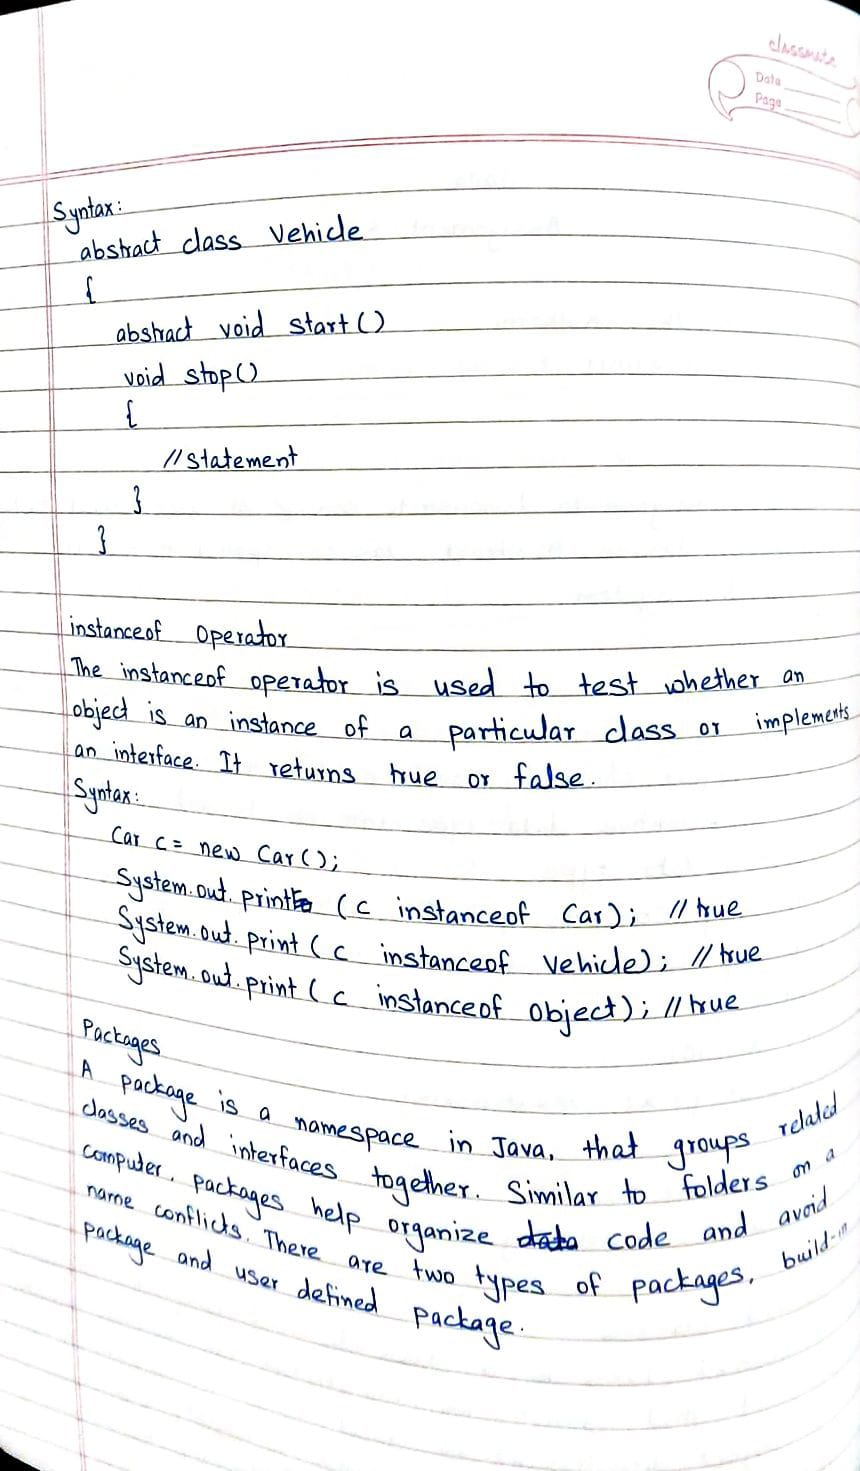 classmate
Date
Page
Syntax:
abstract class Vehicle
{
abstract void start()
void stop()
{
//statement
}
}
instanceof Operator
The instanceof operator is used to test whether an
object is an instance of a particular class or implements
an interface. It returns true or false.
Syntax:
Car c = new Car();
System.out.print (c instanceof Car); // true
System.out.print (c instanceof Vehicle); // true
System.out.print (c instanceof object); // true
Packages
A package is a namespace in Java, that groups related
classes and interfaces together. Similar to folders on a
computer, packages help organize data code and avoid
name conflicts. There are two types of packages, build-in
package and user defined package.